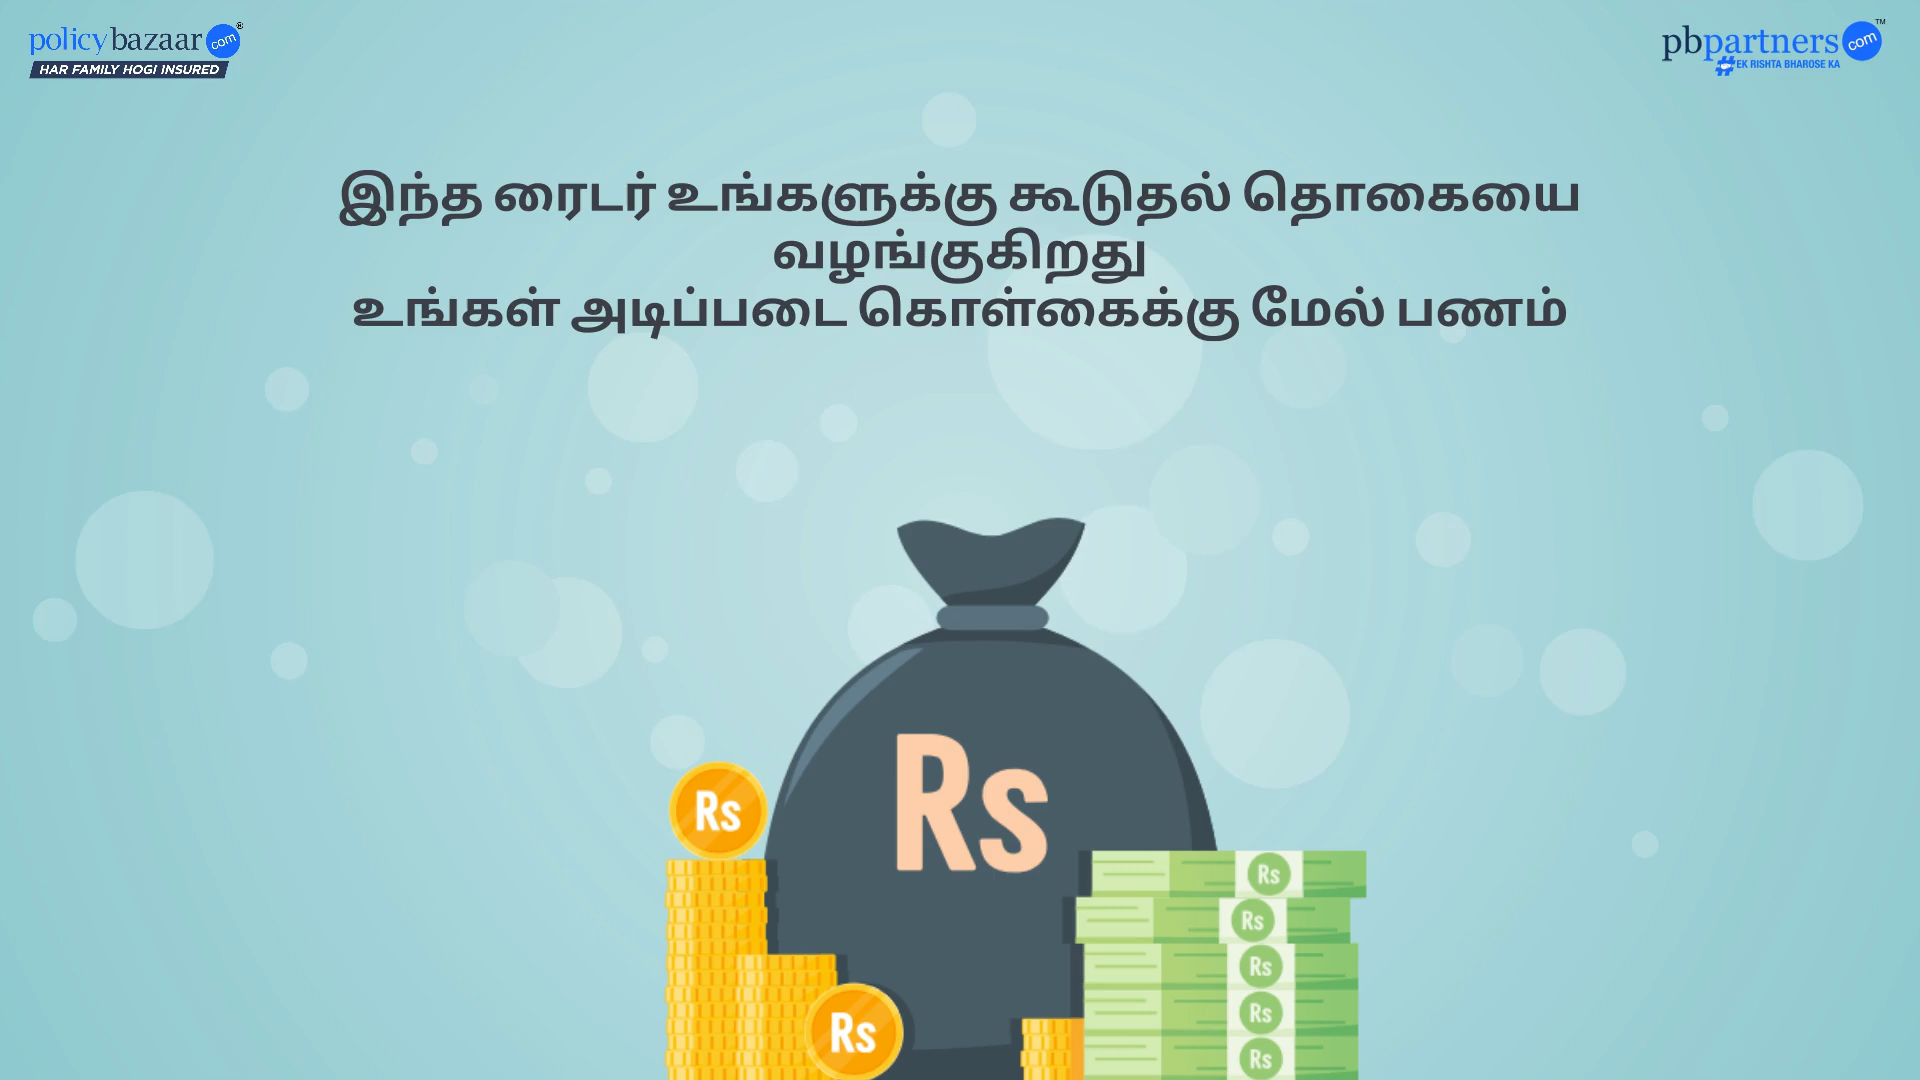 policybazaar.com®
HAR FAMILY HOGI INSURED
pbpartners.com™
#EK RISHTA BHAROSE KA
இந்த ரைடர் உங்களுக்கு கூடுதல் தொகையை
வழங்குகிறது
உங்கள் அடிப்படை கொள்கைக்கு மேல் பணம்
Rs
Rs
Rs
Rs
Rs
Rs
Rs
Rs